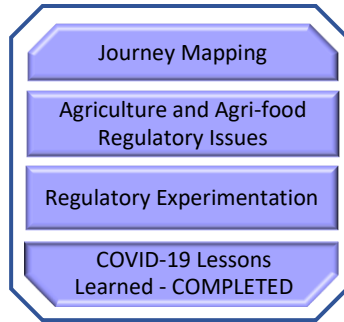 Journey Mapping
Agriculture and Agri-food
Regulatory Issues
Regulatory Experimentation
COVID-19 Lessons
Learned - COMPLETED